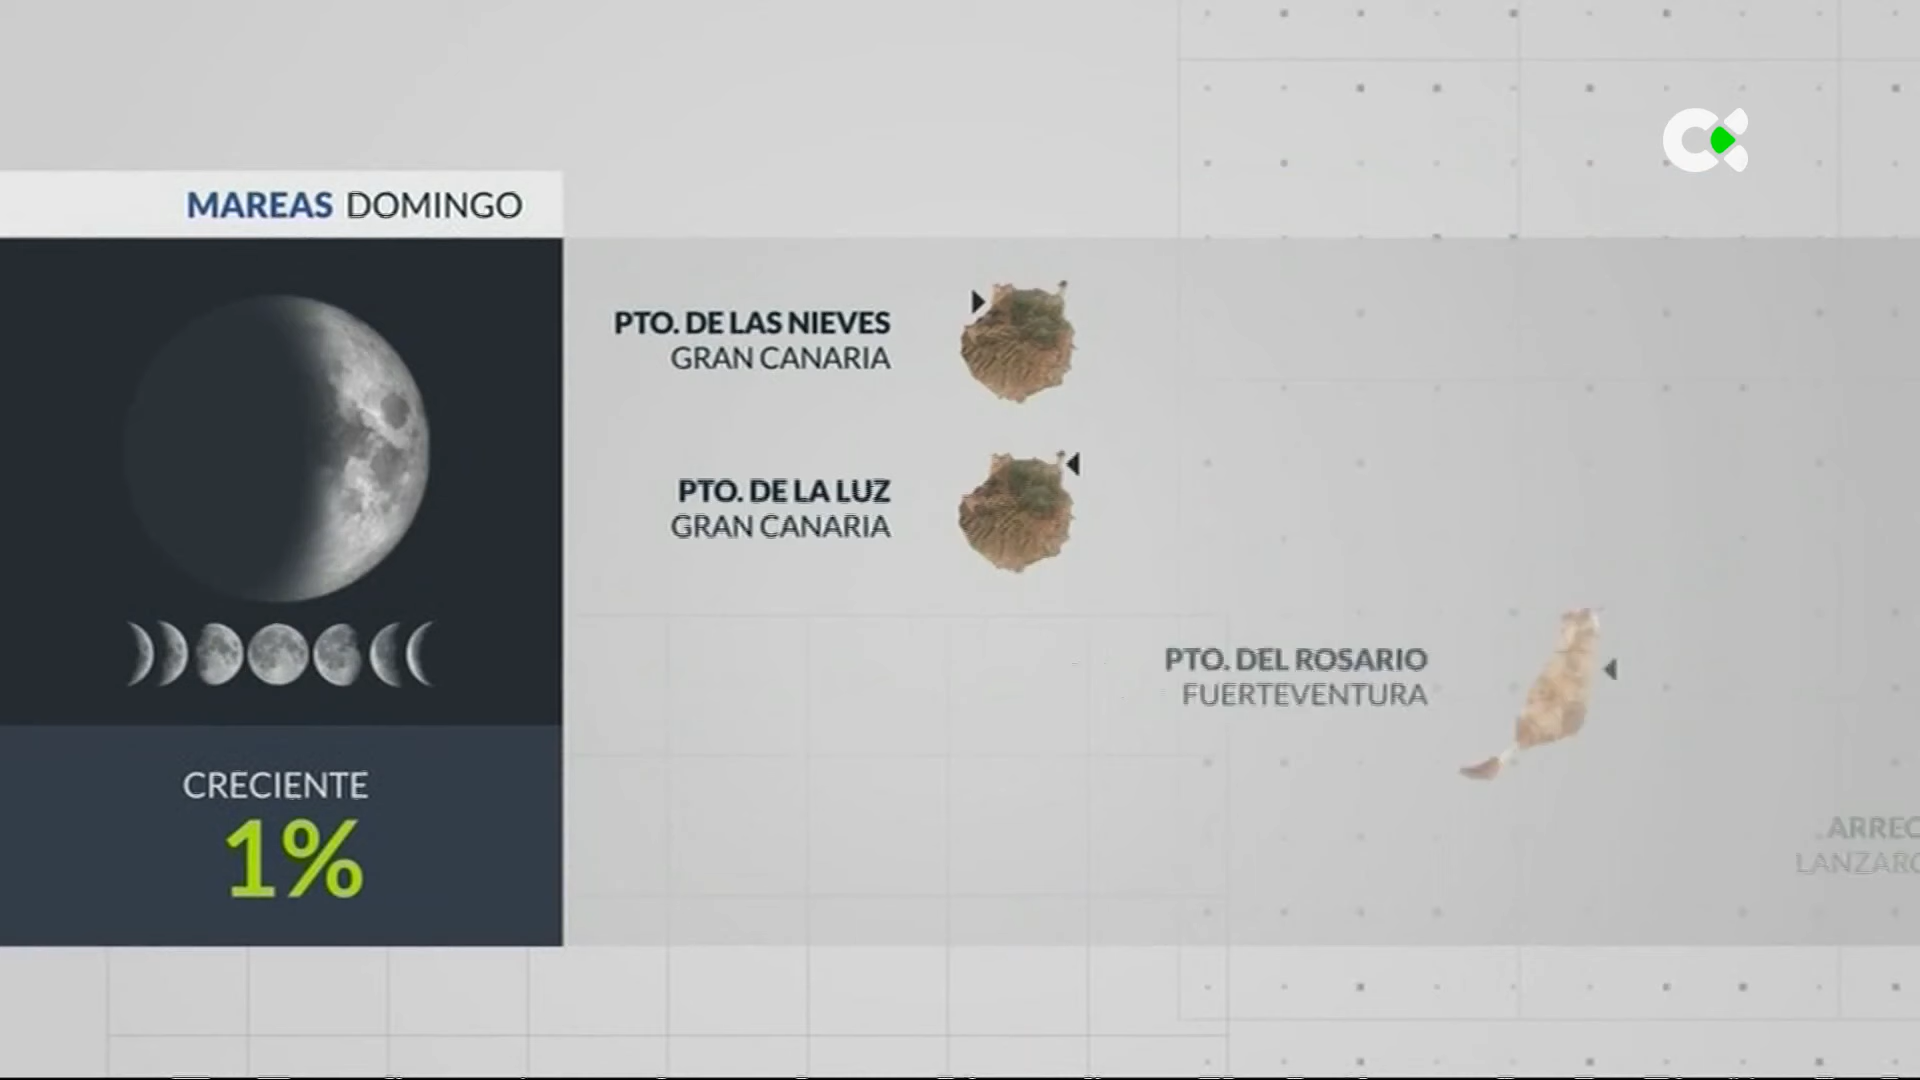 MAREAS DOMINGO
PTO. DE LAS NIEVES
GRAN CANARIA
PTO. DE LA LUZ
GRAN CANARIA
PTO. DEL ROSARIO
FUERTEVENTURA
CRECIENTE
1%